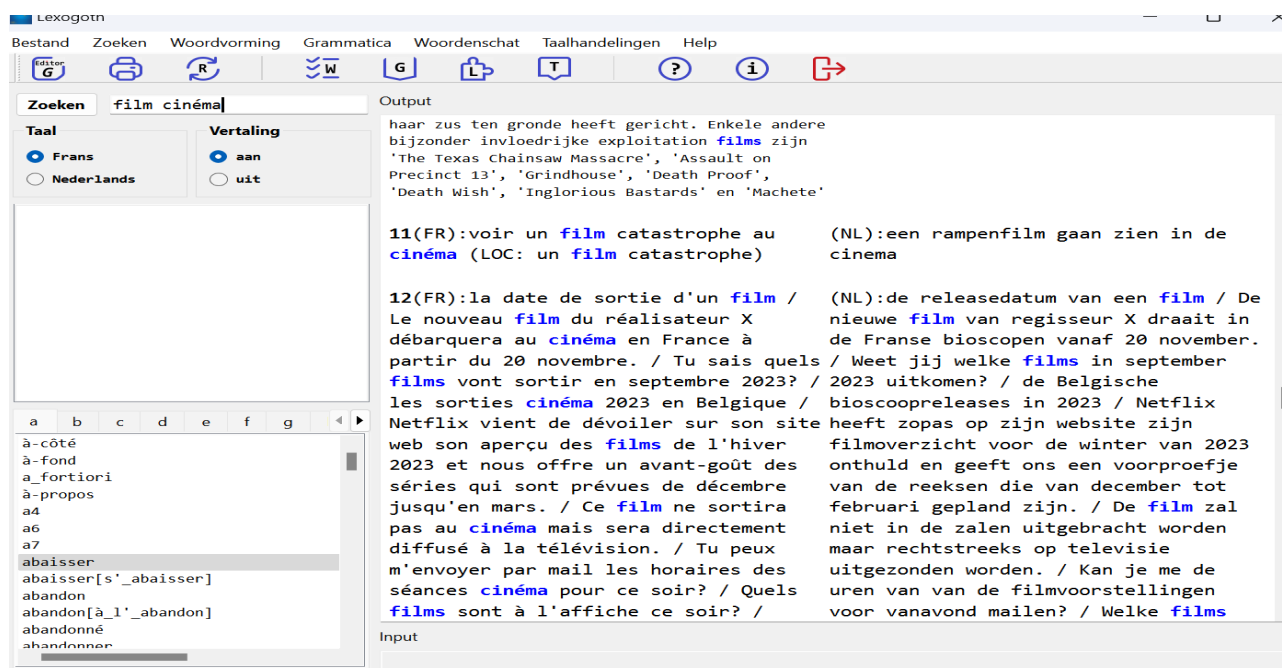 Lexogoth
Bestand Zoeken Woordvorming Grammatica Woordenschat Taalhandelingen Help
Editor G R W G L T ? i
Zoeken film cinéma
Taal Vertaling
Frans aan
Nederlands uit
a b c d e f g
à-côté
à-fond
a_fortiori
à-propos
a4
a6
a7
abaisser
abaisser[s'_abaisser]
abandon
abandon[à_l'_abandon]
abandonné
abandonner
Output
haar zus ten gronde heeft gericht. Enkele andere
bijzonder invloedrijke exploitation films zijn
'The Texas Chainsaw Massacre', 'Assault on
Precinct 13', 'Grindhouse', 'Death Proof',
'Death Wish', 'Inglorious Bastards' en 'Machete'
11(FR):voir un film catastrophe au
cinéma (LOC: un film catastrophe)
(NL):een rampenfilm gaan zien in de
cinema
12(FR):la date de sortie d'un film /
Le nouveau film du réalisateur X
débarquera au cinéma en France à
partir du 20 novembre. / Tu sais quels
films vont sortir en septembre 2023? /
les sorties cinéma 2023 en Belgique /
Netflix vient de dévoiler sur son site
web son aperçu des films de l'hiver
2023 et nous offre un avant-goût des
séries qui sont prévues de décembre
jusqu'en mars. / Ce film ne sortira
pas au cinéma mais sera directement
diffusé à la télévision. / Tu peux
m'envoyer par mail les horaires des
séances cinéma pour ce soir? / Quels
films sont à l'affiche ce soir? /
(NL):de releasedatum van een film / De
nieuwe film van regisseur X draait in
de Franse bioscopen vanaf 20 november.
/ Weet jij welke films in september
2023 uitkomen? / de Belgische
bioscoopreleases in 2023 / Netflix
heeft zopas op zijn website zijn
filmoverzicht voor de winter van 2023
onthuld en geeft ons een voorproefje
van de reeksen die van december tot
februari gepland zijn. / De film zal
niet in de zalen uitgebracht worden
maar rechtstreeks op televisie
uitgezonden worden. / Kan je me de
uren van van de filmvoorstellingen
voor vanavond mailen? / Welke films
Input